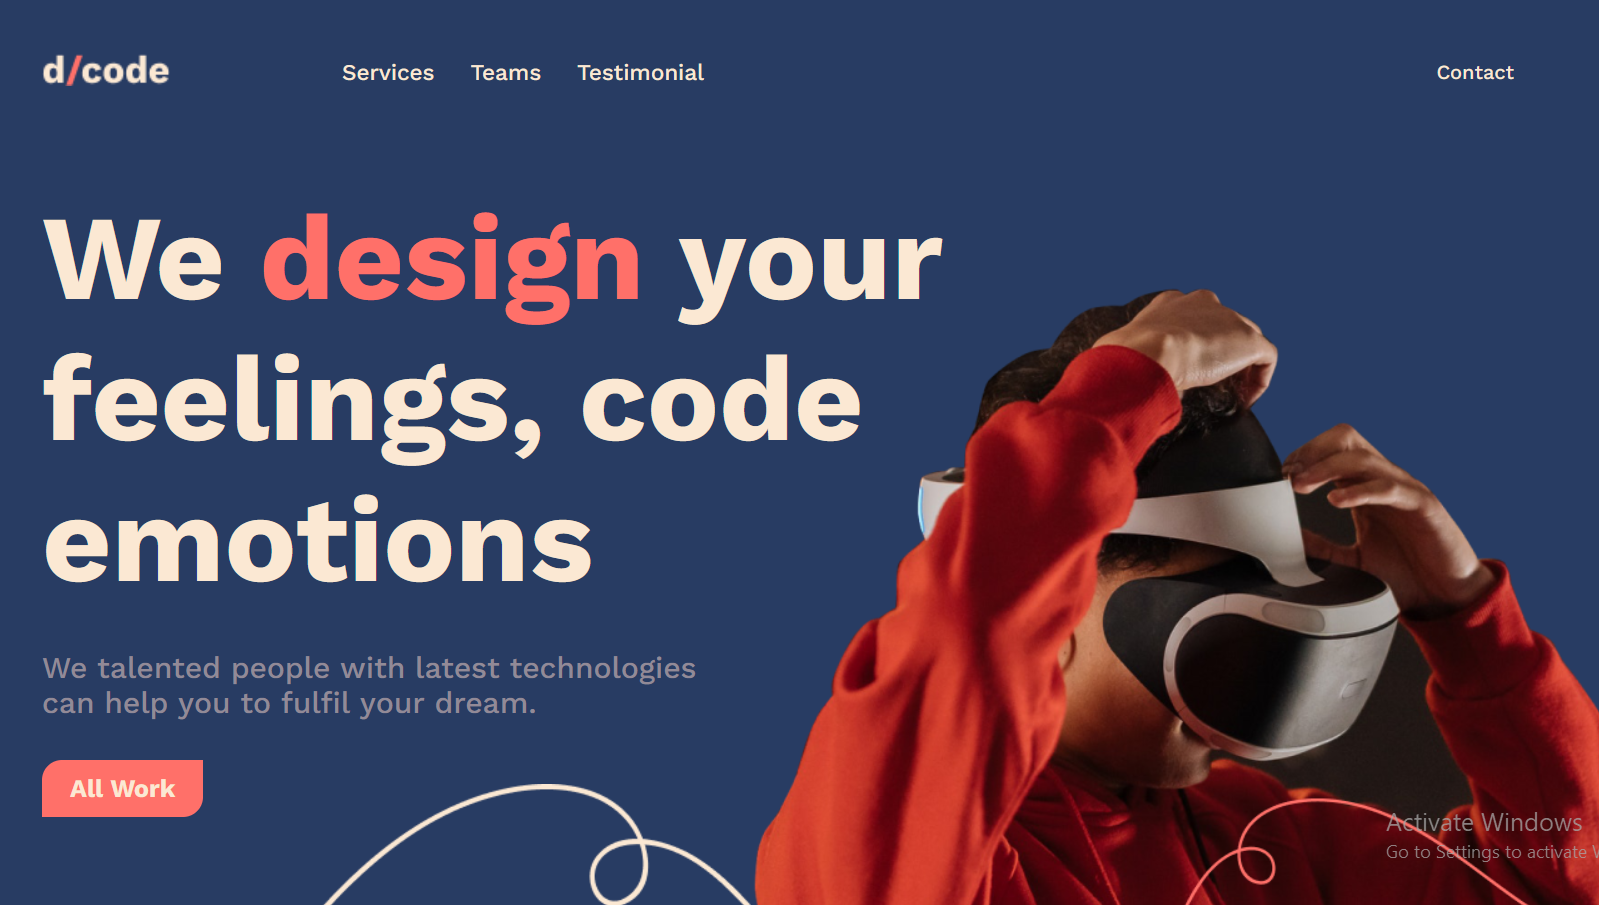 d/code
Services Teams Testimonial
Contact
We design your
feelings, code
emotions
We talented people with latest technologies
can help you to fulfil your dream.
All Work
Activate Windows
Go to Settings to activate